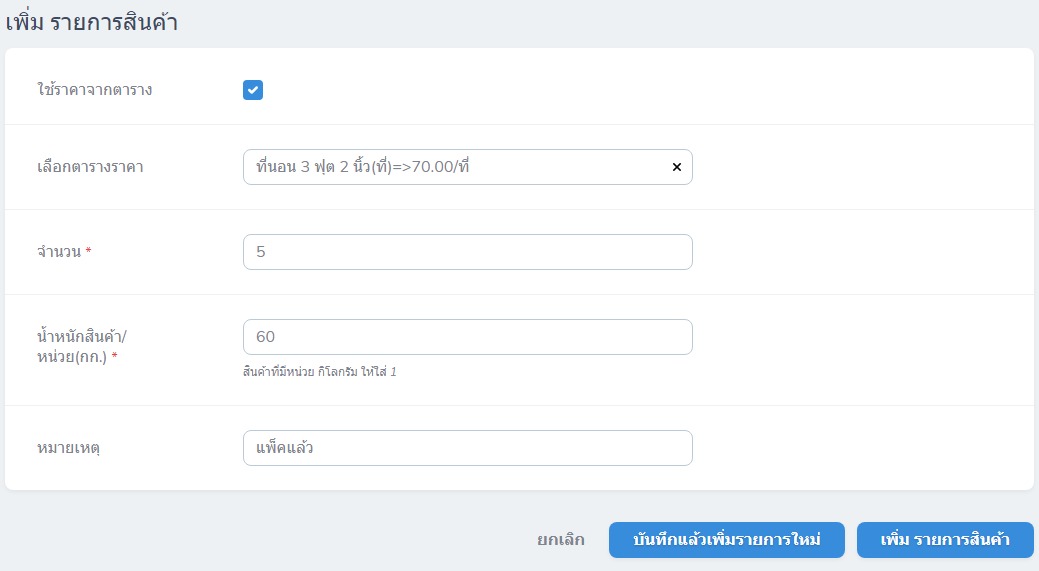 เพิ่ม รายการสินค้า
ใช้ราคาจากตาราง
เลือกตารางราคา
ที่นอน 3 ฟุต 2 นิ้ว(ที่)=>70.00/ที่ ×
จำนวน *
5
น้ำหนักสินค้า/
หน่วย(กก.) *
60
สินค้าที่มีหน่วย กิโลกรัม ให้ใส่ 1
หมายเหตุ
แพ็คแล้ว
ยกเลิก บันทึกแล้วเพิ่มรายการใหม่ เพิ่ม รายการสินค้า